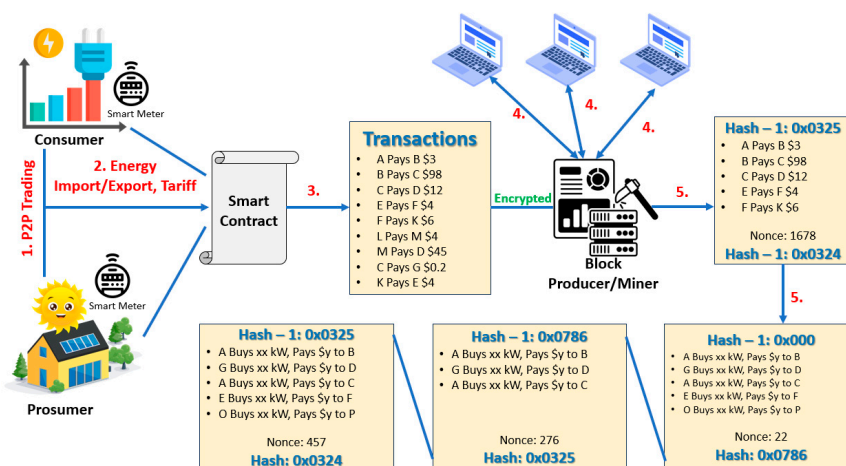 Smart Meter
Consumer
1. P2P Trading
2. Energy
Import/Export, Tariff
Smart Meter
Prosumer
Smart
Contract
3.
Transactions
• A Pays B $3
• B Pays C $98
• C Pays D $12
• E Pays F $4
• F Pays K $6
• L Pays M $4
• M Pays D $45
• C Pays G $0.2
• K Pays E $4
Encrypted
4.
4.
4.
Block
Producer/Miner
5.
Hash – 1: 0x0325
• A Pays B $3
• B Pays C $98
• C Pays D $12
• E Pays F $4
• F Pays K $6
Nonce: 1678
Hash – 1: 0x0324
5.
Hash – 1: 0x0325
• A Buys xx kW, Pays $y to B
• G Buys xx kW, Pays $y to D
• A Buys xx kW, Pays $y to C
• E Buys xx kW, Pays $y to F
• O Buys xx kW, Pays $y to P
Nonce: 457
Hash: 0x0324
Hash – 1: 0x0786
• A Buys xx kW, Pays $y to B
• G Buys xx kW, Pays $y to D
• A Buys xx kW, Pays $y to C
Nonce: 276
Hash: 0x0325
Hash – 1: 0x000
• A Buys xx kW, Pays $y to B
• G Buys xx kW, Pays $y to D
• A Buys xx kW, Pays $y to C
• E Buys xx kW, Pays $y to F
• O Buys xx kW, Pays $y to P
Nonce: 22
Hash: 0x0786